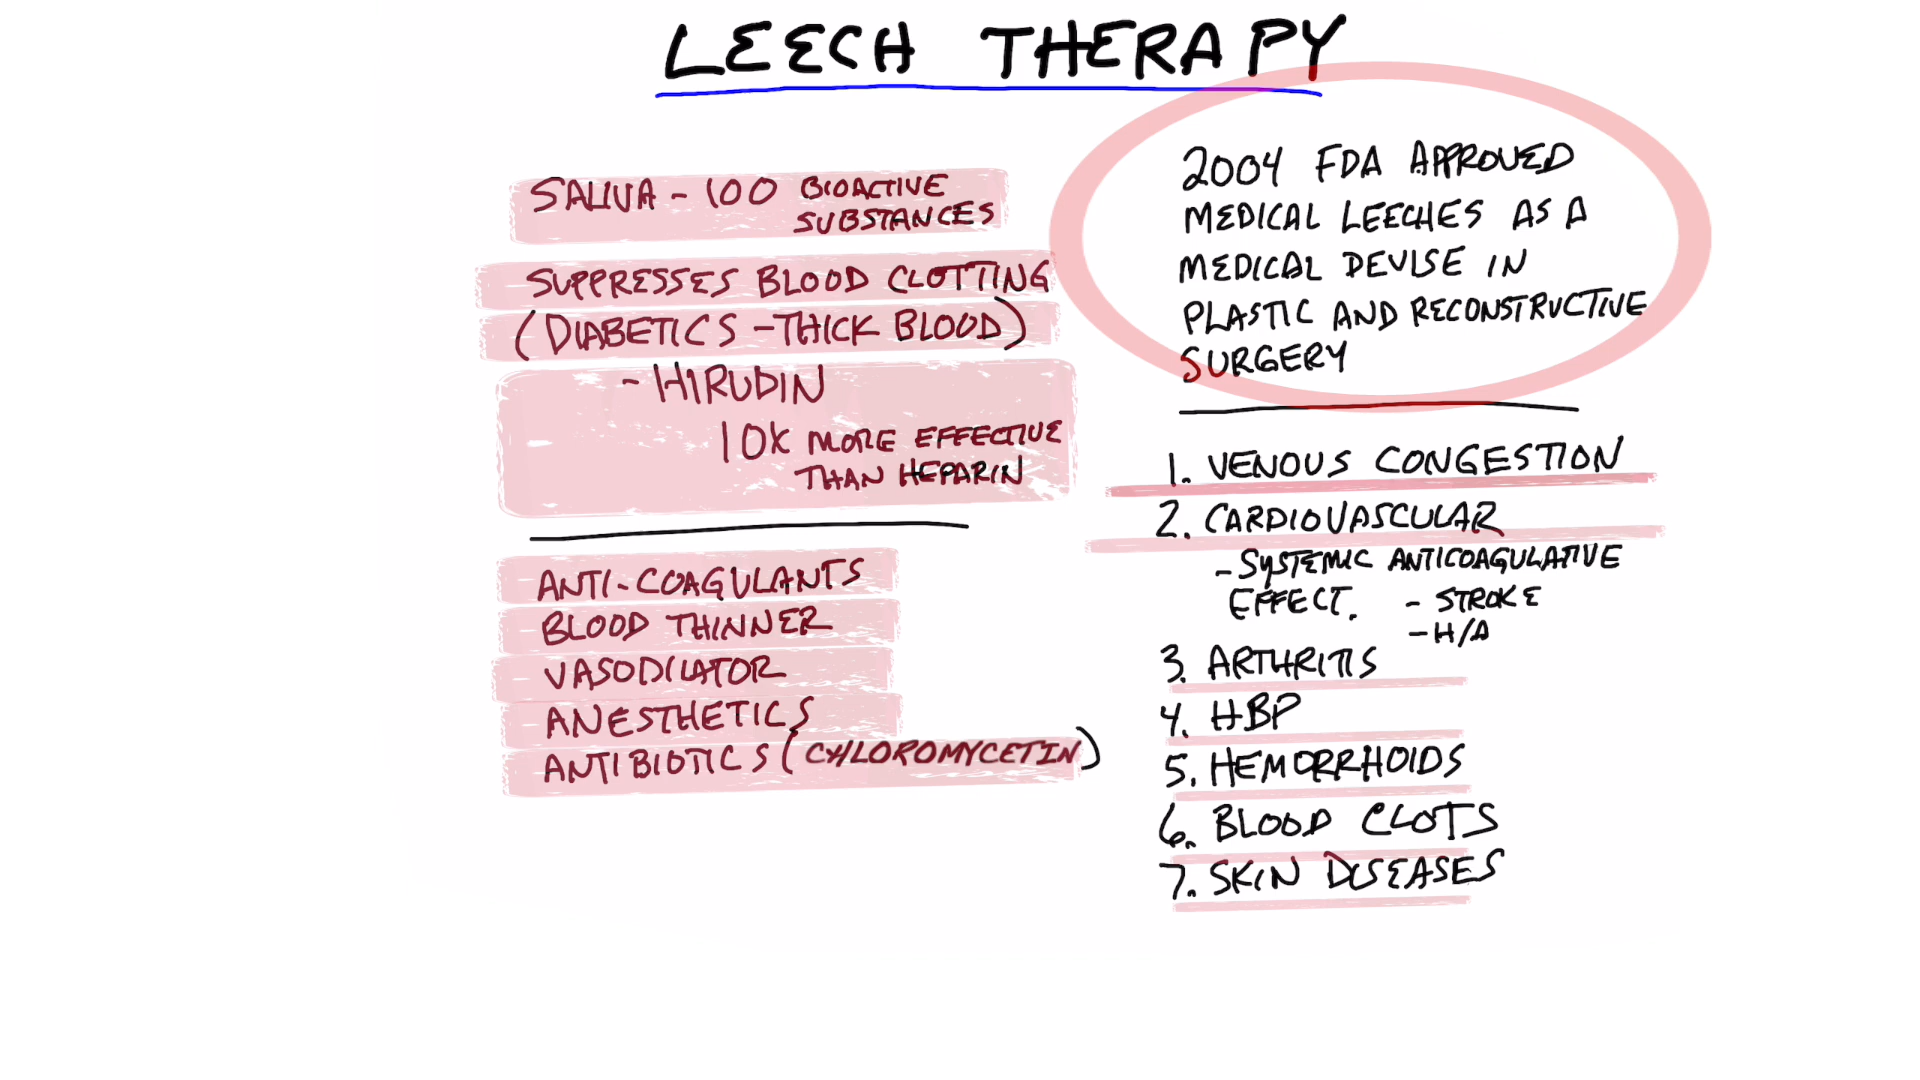 LEECH THERAPY
SALIVA - 100 BIOACTIVE
SUBSTANCES
SUPPRESSES BLOOD CLOTTING
(DIABETICS - THICK BLOOD)
- HIRUDIN
10K MORE EFFECTIVE
THAN HEPARIN
ANTI-COAGULANTS
BLOOD THINNER
VASODILATOR
ANESTHETICS
ANTIBIOTICS (CHLOROMYCETIN)
2004 FDA APPROVED
MEDICAL LEECHES AS A
MEDICAL DEVISE IN
PLASTIC AND RECONSTRUCTIVE
SURGERY
1. VENOUS CONGESTION
2. CARDIOVASCULAR
- SYSTEMIC ANTICOAGULATIVE
EFFECT. - STROKE
- H/A
3. ARTHRITIS
4. HBP
5. HEMORRHOIDS
6. BLOOD CLOTS
7. SKIN DISEASES